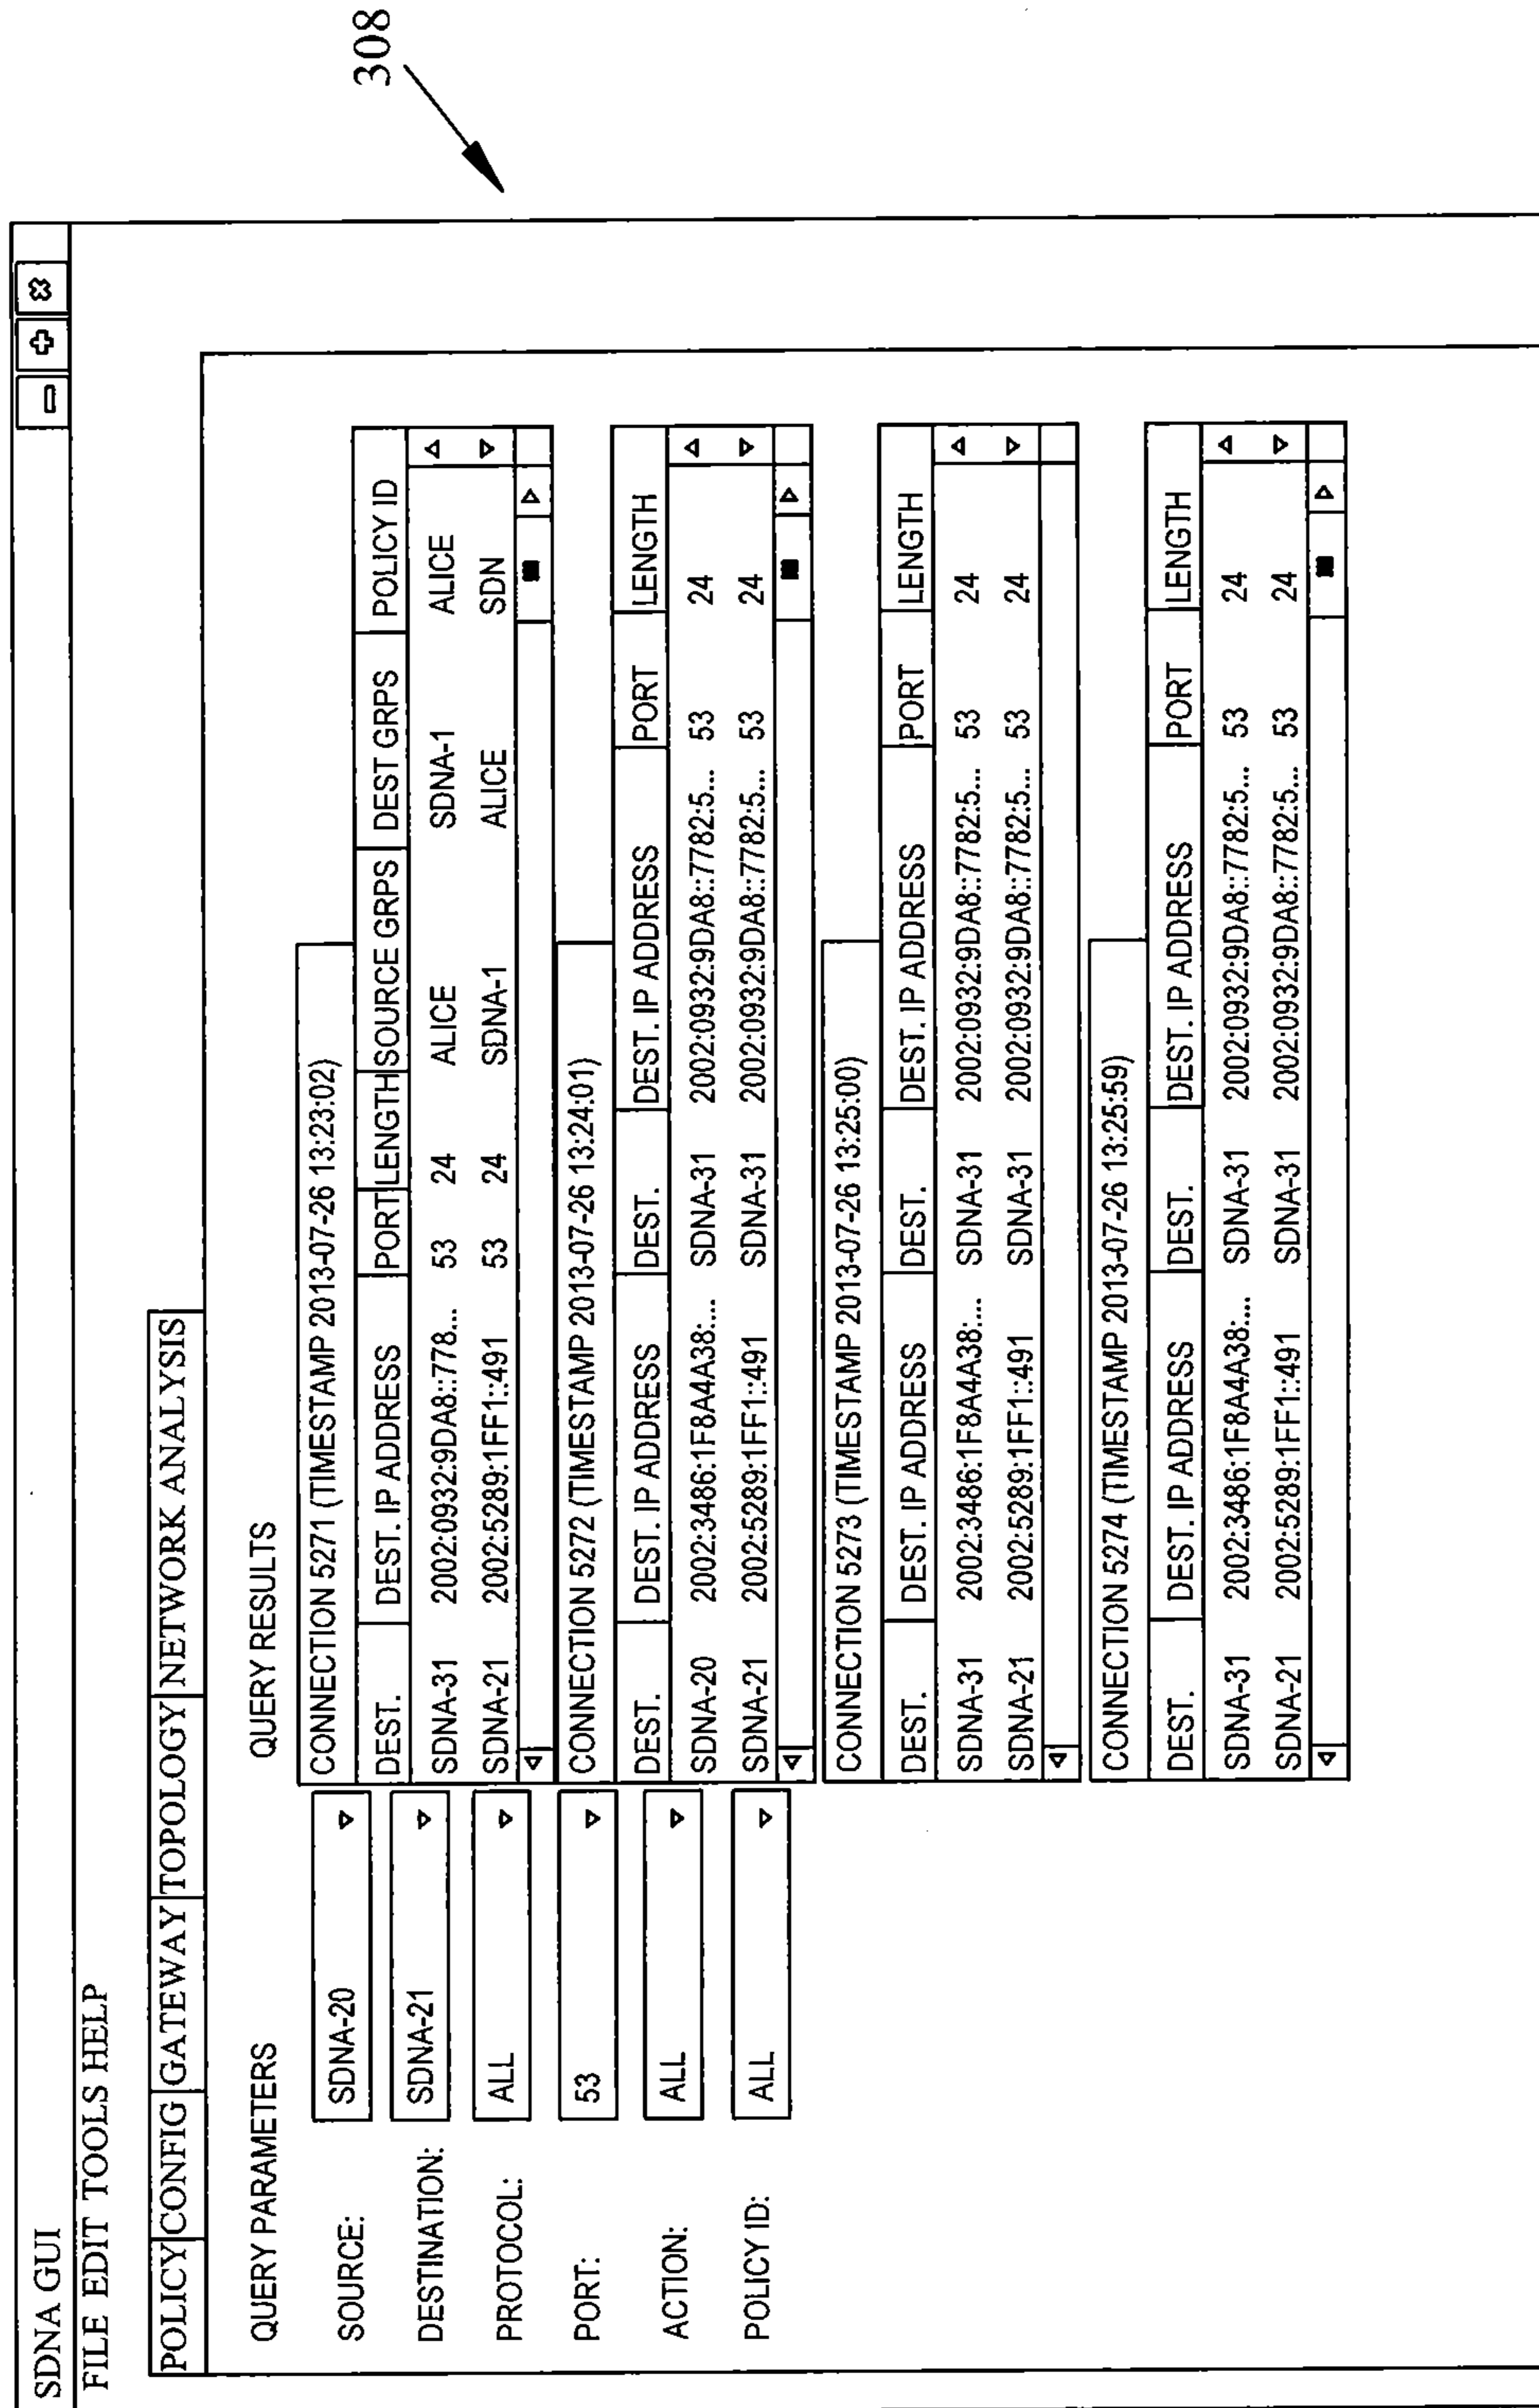 308
SDNA GUI
FILE EDIT TOOLS HELP
POLICY CONFIG GATEWAY TOPOLOGY NETWORK ANALYSIS
QUERY PARAMETERS
SOURCE: SDNA-20
DESTINATION: SDNA-21
PROTOCOL: ALL
PORT: 53
ACTION: ALL
POLICY ID: ALL
QUERY RESULTS
CONNECTION 5271 (TIMESTAMP 2013-07-26 13:23:02)
DEST. DEST. IP ADDRESS PORT LENGTH SOURCE GRPS DEST GRPS POLICY ID
SDNA-31 2002:0932:9DA8::778... 53 24 ALICE SDNA-1 ALICE
SDNA-21 2002:5289:1FF1::491 53 24 SDNA-1 ALICE SDN
CONNECTION 5272 (TIMESTAMP 2013-07-26 13:24:01)
DEST. DEST. IP ADDRESS DEST. DEST. IP ADDRESS PORT LENGTH
SDNA-20 2002:3486:1F8A4A38:... SDNA-31 2002:0932:9DA8::7782:5... 53 24
SDNA-21 2002:5289:1FF1::491 SDNA-31 2002:0932:9DA8::7782:5... 53 24
CONNECTION 5273 (TIMESTAMP 2013-07-26 13:25:00)
DEST. DEST. IP ADDRESS DEST. DEST. IP ADDRESS PORT LENGTH
SDNA-31 2002:3486:1F8A4A38:... SDNA-31 2002:0932:9DA8::7782:5... 53 24
SDNA-21 2002:5289:1FF1::491 SDNA-31 2002:0932:9DA8::7782:5... 53 24
CONNECTION 5274 (TIMESTAMP 2013-07-26 13:25:59)
DEST. DEST. IP ADDRESS DEST. DEST. IP ADDRESS PORT LENGTH
SDNA-31 2002:3486:1F8A4A38:... SDNA-31 2002:0932:9DA8::7782:5... 53 24
SDNA-21 2002:5289:1FF1::491 SDNA-31 2002:0932:9DA8::7782:5... 53 24